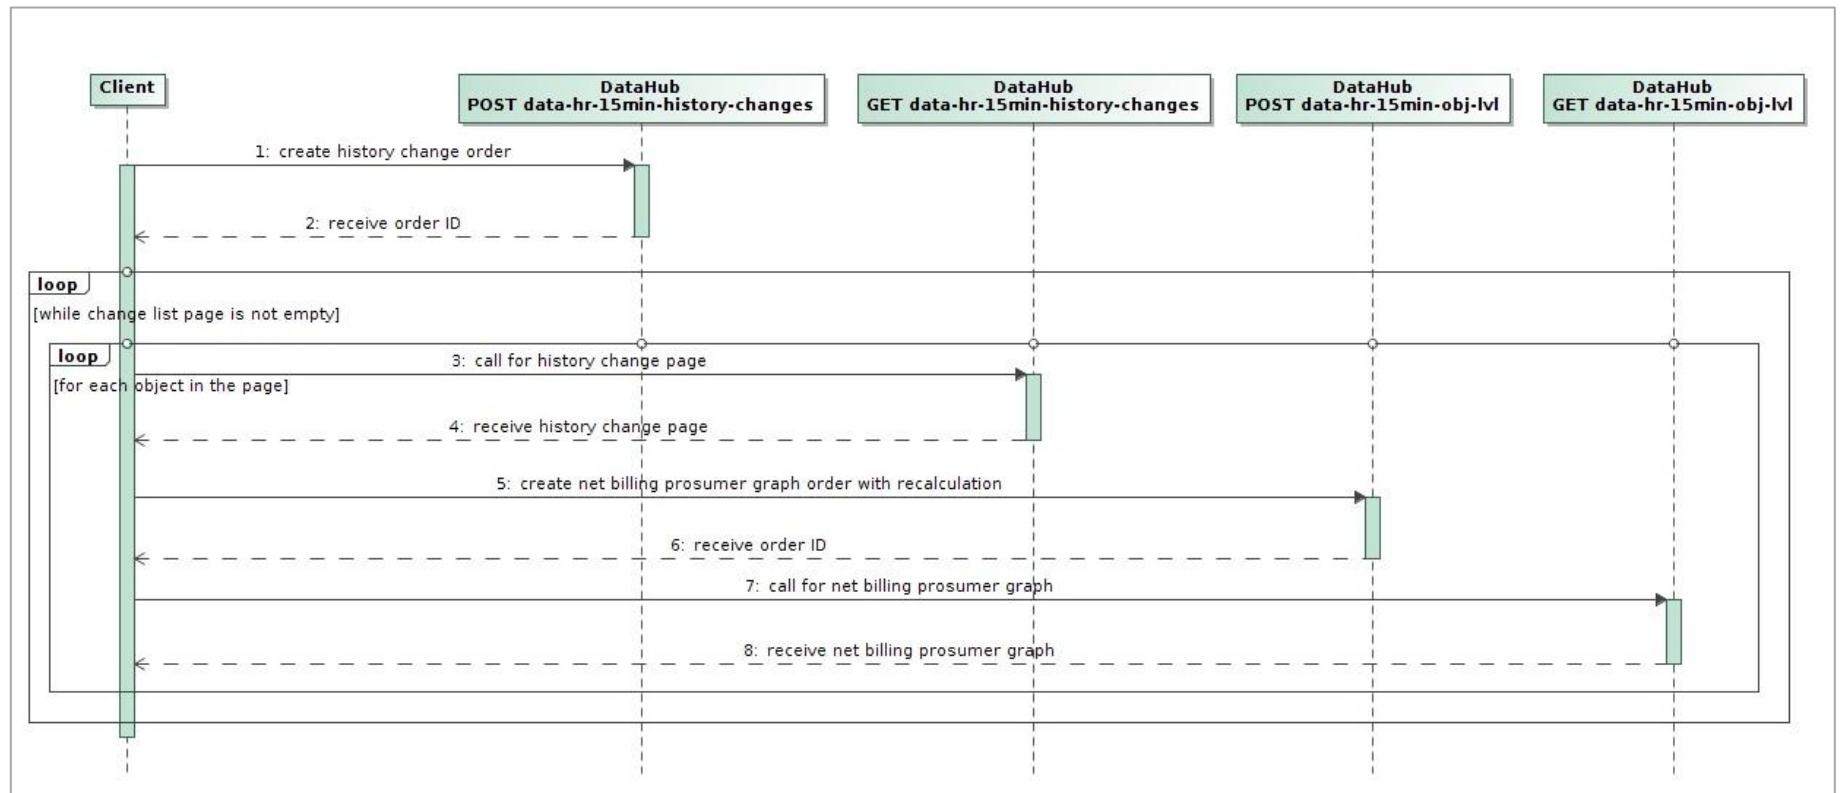 Client
DataHub
POST data-hr-15min-history-changes
DataHub
GET data-hr-15min-history-changes
DataHub
POST data-hr-15min-obj-lvl
DataHub
GET data-hr-15min-obj-lvl
1: create history change order
2: receive order ID
loop
[while change list page is not empty]
loop
3: call for history change page
[for each object in the page]
4: receive history change page
5: create net billing prosumer graph order with recalculation
6: receive order ID
7: call for net billing prosumer graph
8: receive net billing prosumer graph